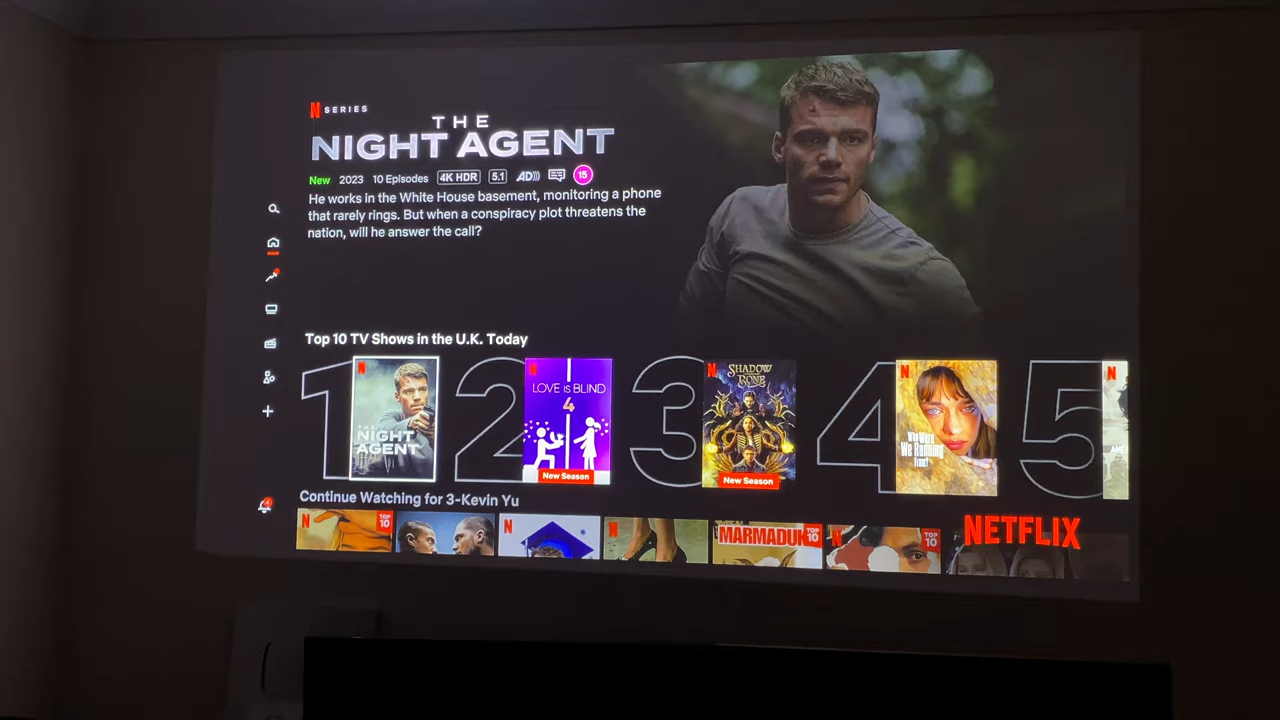 N SERIES
THE
NIGHT AGENT
New 2023 10 Episodes 4K HDR 5.1 AD))) 15
He works in the White House basement, monitoring a phone
that rarely rings. But when a conspiracy plot threatens the
nation, will he answer the call?
Top 10 TV Shows in the U.K. Today
1 2 3 4 5
N
THE
NIGHT
AGENT
N
LOVE IS BLIND
4
New Season
N
SHADOW
AND
BONE
New Season
N
Who Were
We Running
From?
N
Continue Watching for 3-Kevin Yu
N TOP
10
N
N
MARMADUK TOP
10
N TOP
10
NETFLIX